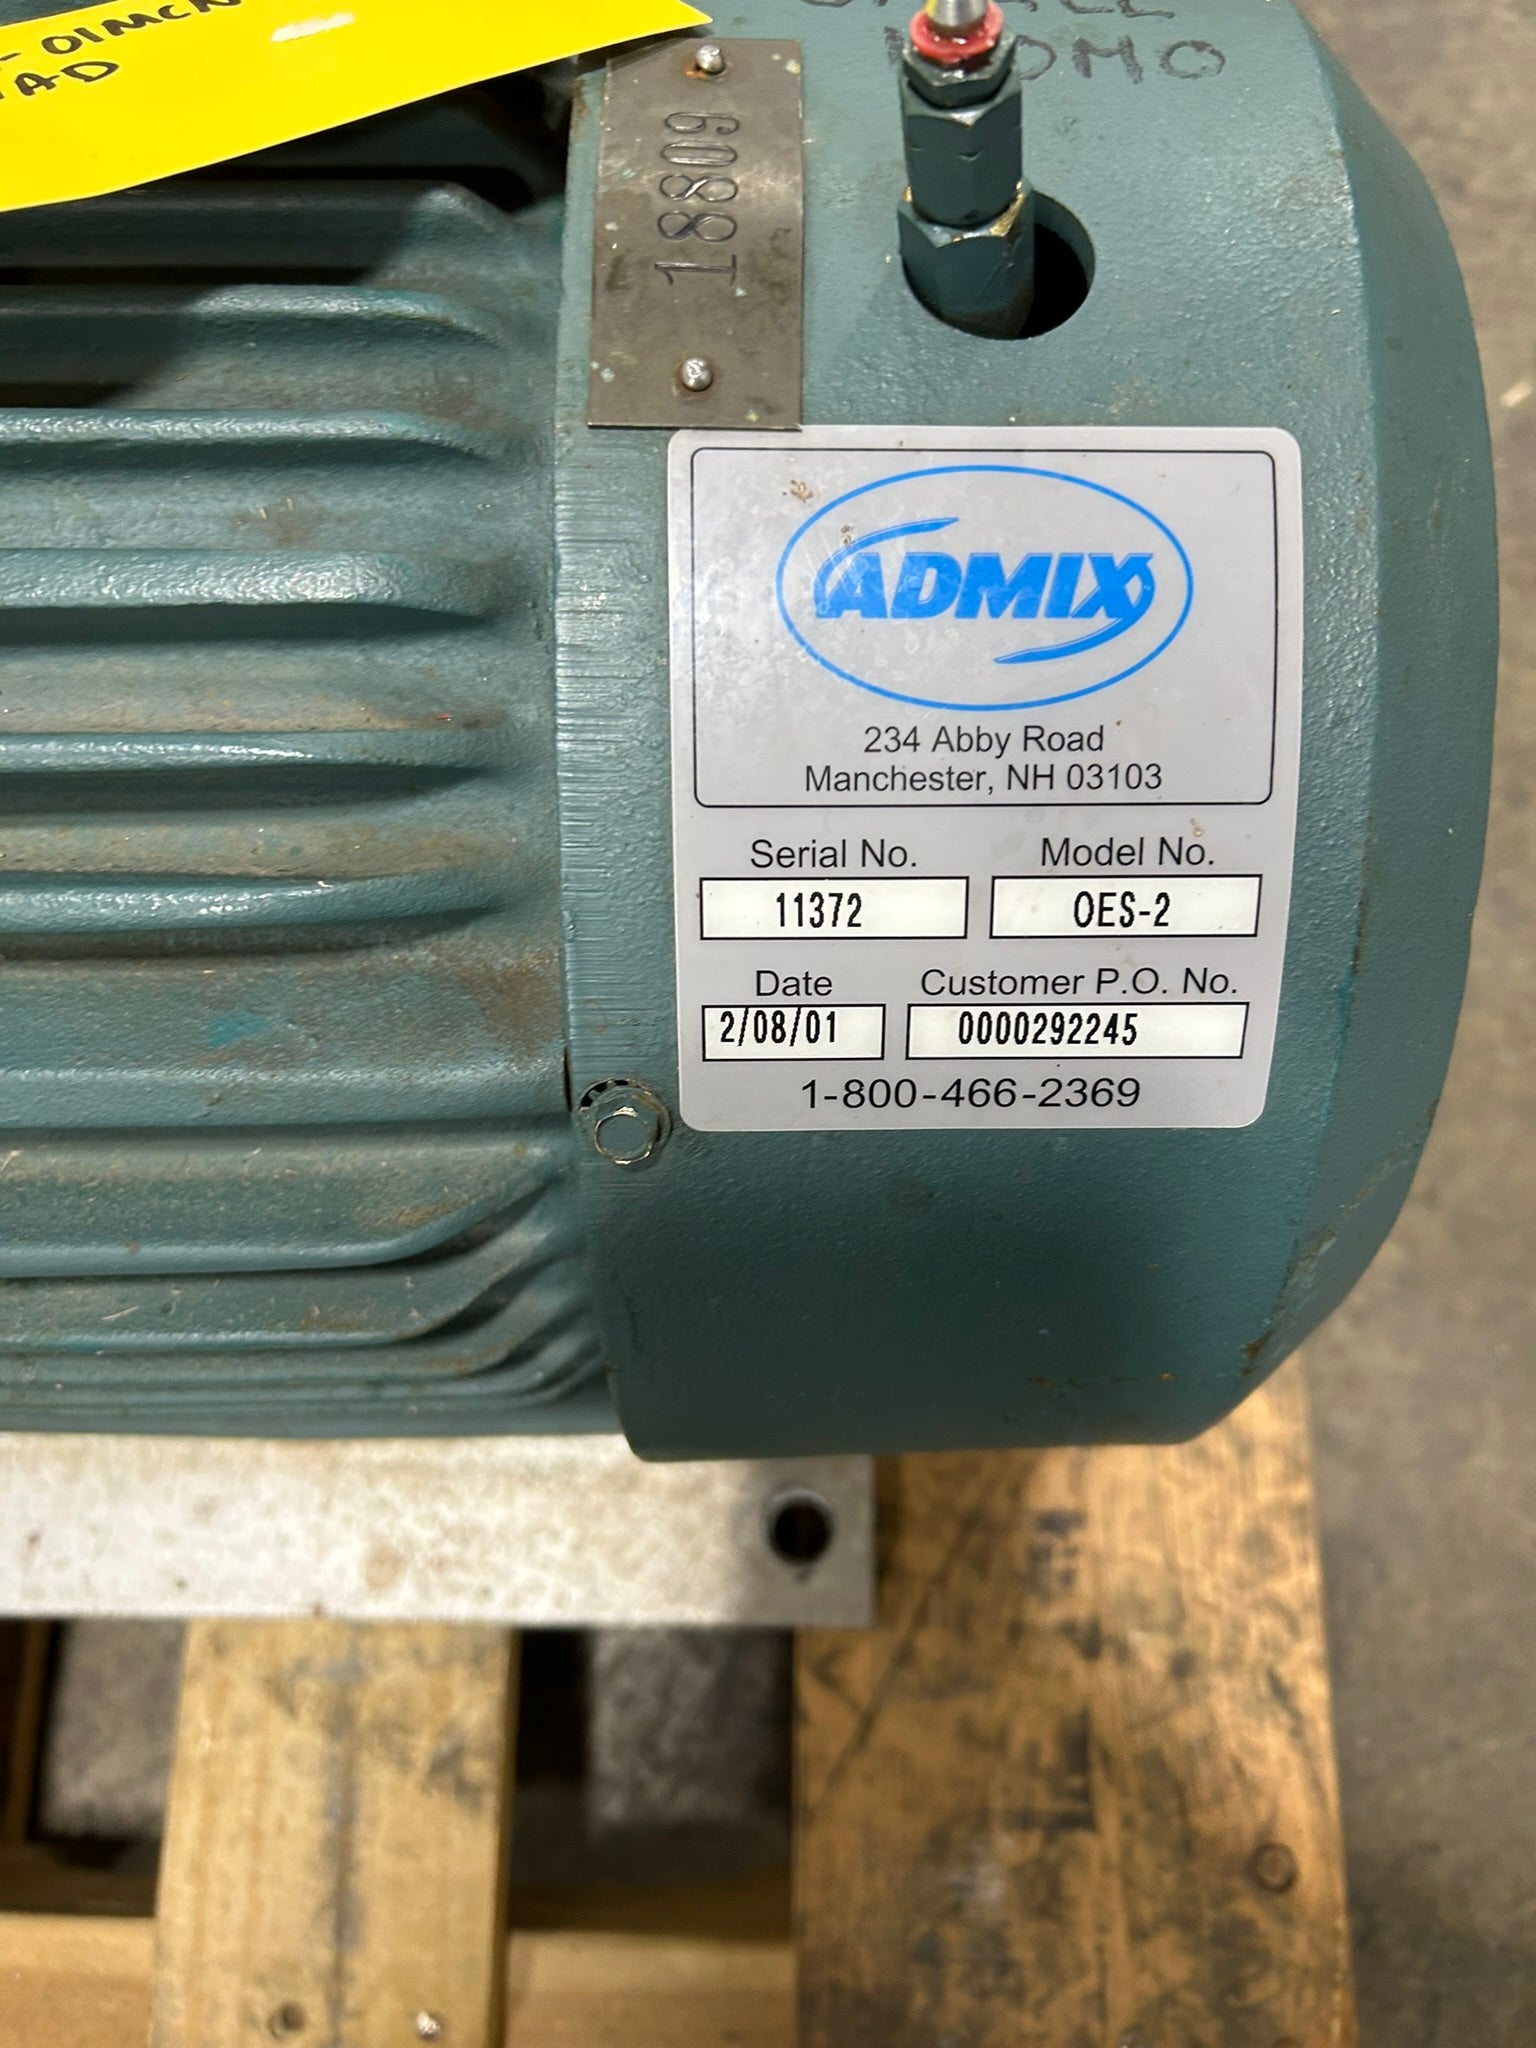 18809
ADMIX
234 Abby Road
Manchester, NH 03103
Serial No. Model No.
11372 OES-2
Date Customer P.O. No.
2/08/01 0000292245
1-800-466-2369